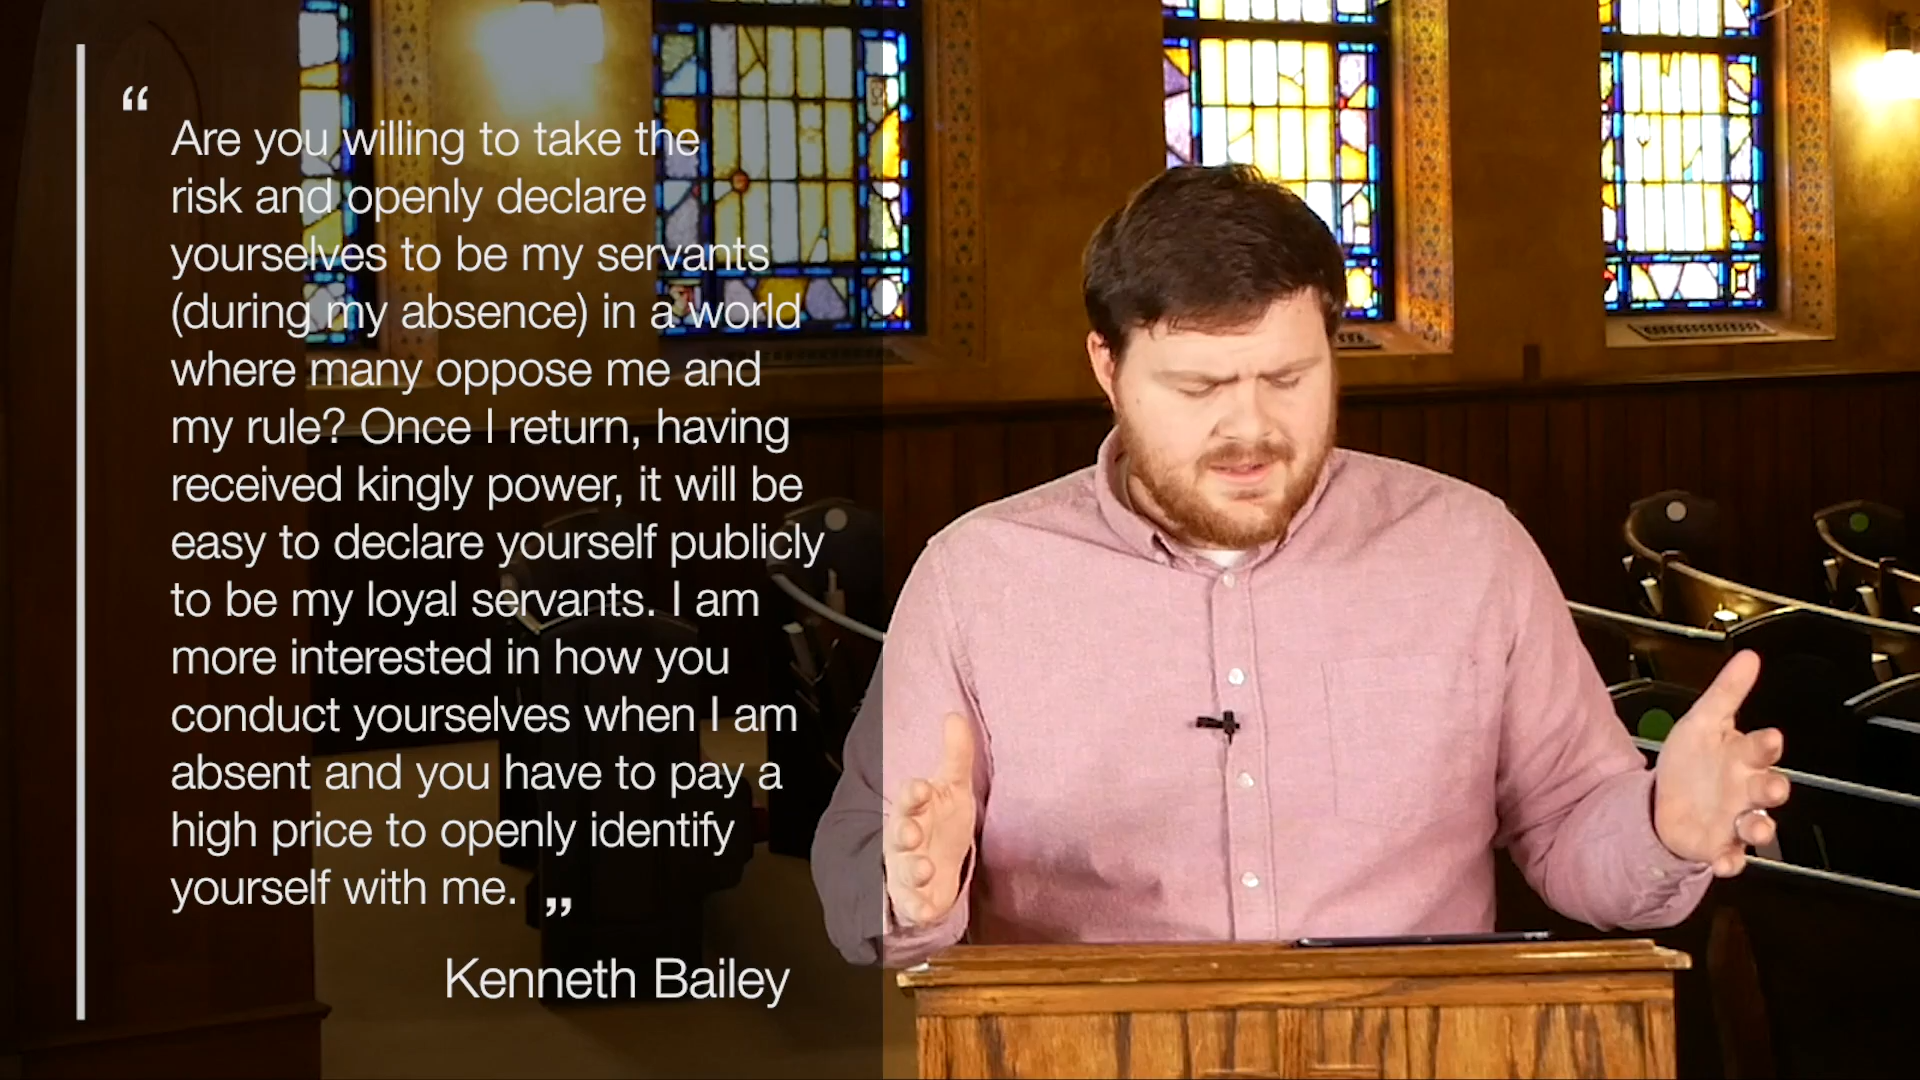 “
Are you willing to take the
risk and openly declare
yourselves to be my servants
(during my absence) in a world
where many oppose me and
my rule? Once I return, having
received kingly power, it will be
easy to declare yourself publicly
to be my loyal servants. I am
more interested in how you
conduct yourselves when I am
absent and you have to pay a
high price to openly identify
yourself with me. ”
Kenneth Bailey